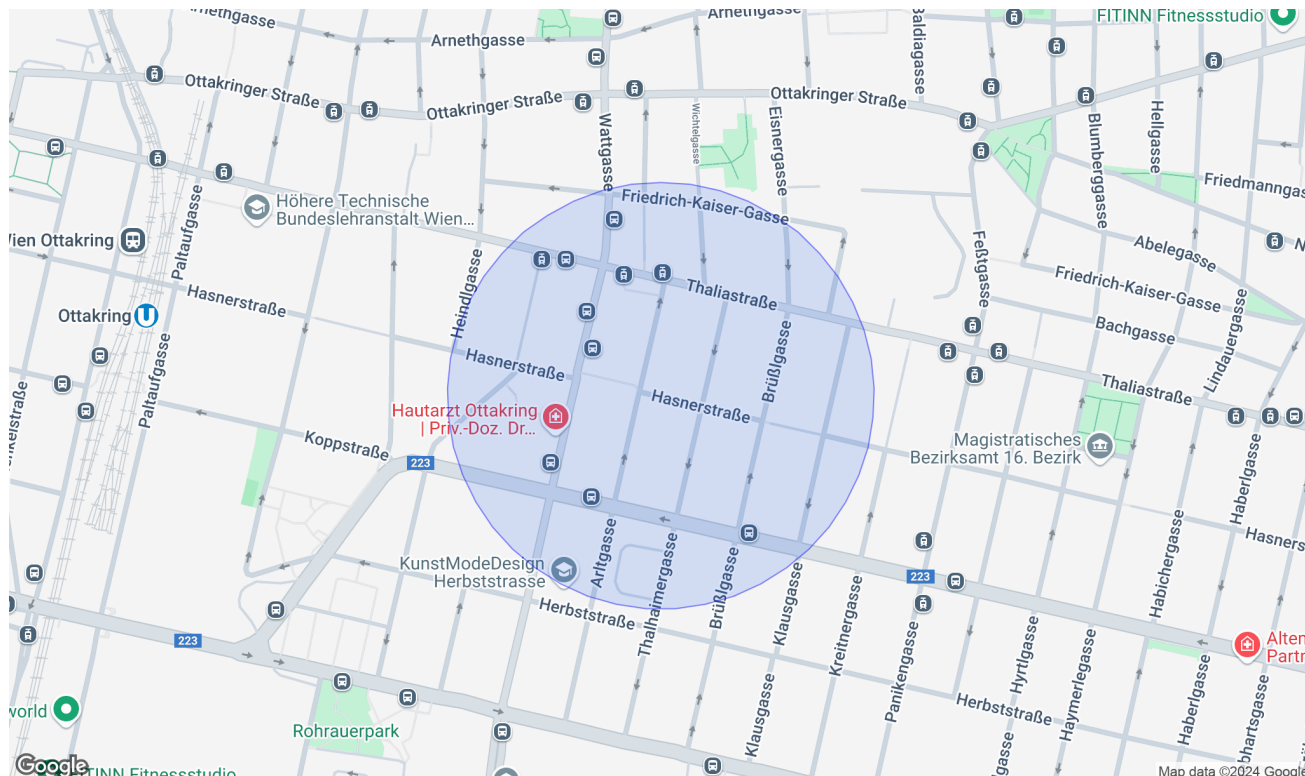 Arnethgasse
Arnethgasse
Arnethgasse
Baldiagasse
FITINN Fitnessstudio
Ottakringer Straße
Ottakringer Straße
Ottakringer Straße
Wattgasse
Wichtelgasse
Eisnergasse
Blumberggasse
Hellgasse
Paltaufgasse
Höhere Technische
Bundeslehranstalt Wien...
Friedrich-Kaiser-Gasse
Friedmanngasse
Wien Ottakring
Abelegasse
Heindlgasse
Feßtgasse
Friedrich-Kaiser-Gasse
Hasnerstraße
Thaliastraße
Ottakring
Bachgasse
Lindauergasse
Paltaufgasse
Hasnerstraße
Brüßlgasse
Thaliastraße
Hasnerstraße
Hautarzt Ottakring
| Priv.-Doz. Dr...
Koppstraße
223
Magistratisches
Bezirksamt 16. Bezirk
Haberlgasse
Hasners
KunstModeDesign
Herbststrasse
Arltgasse
Thalhaimergasse
Brüßlgasse
Klausgasse
Kreitnergasse
223
Habichergasse
Herbststraße
223
Panikengasse
Hyrtlgasse
Haymerlegasse
Alten
Partn
Haberlgasse
world
Rohrauerpark
Klausgasse
Herbststraße
Google
FITINN Fitnessstudio
Map data ©2024 Google